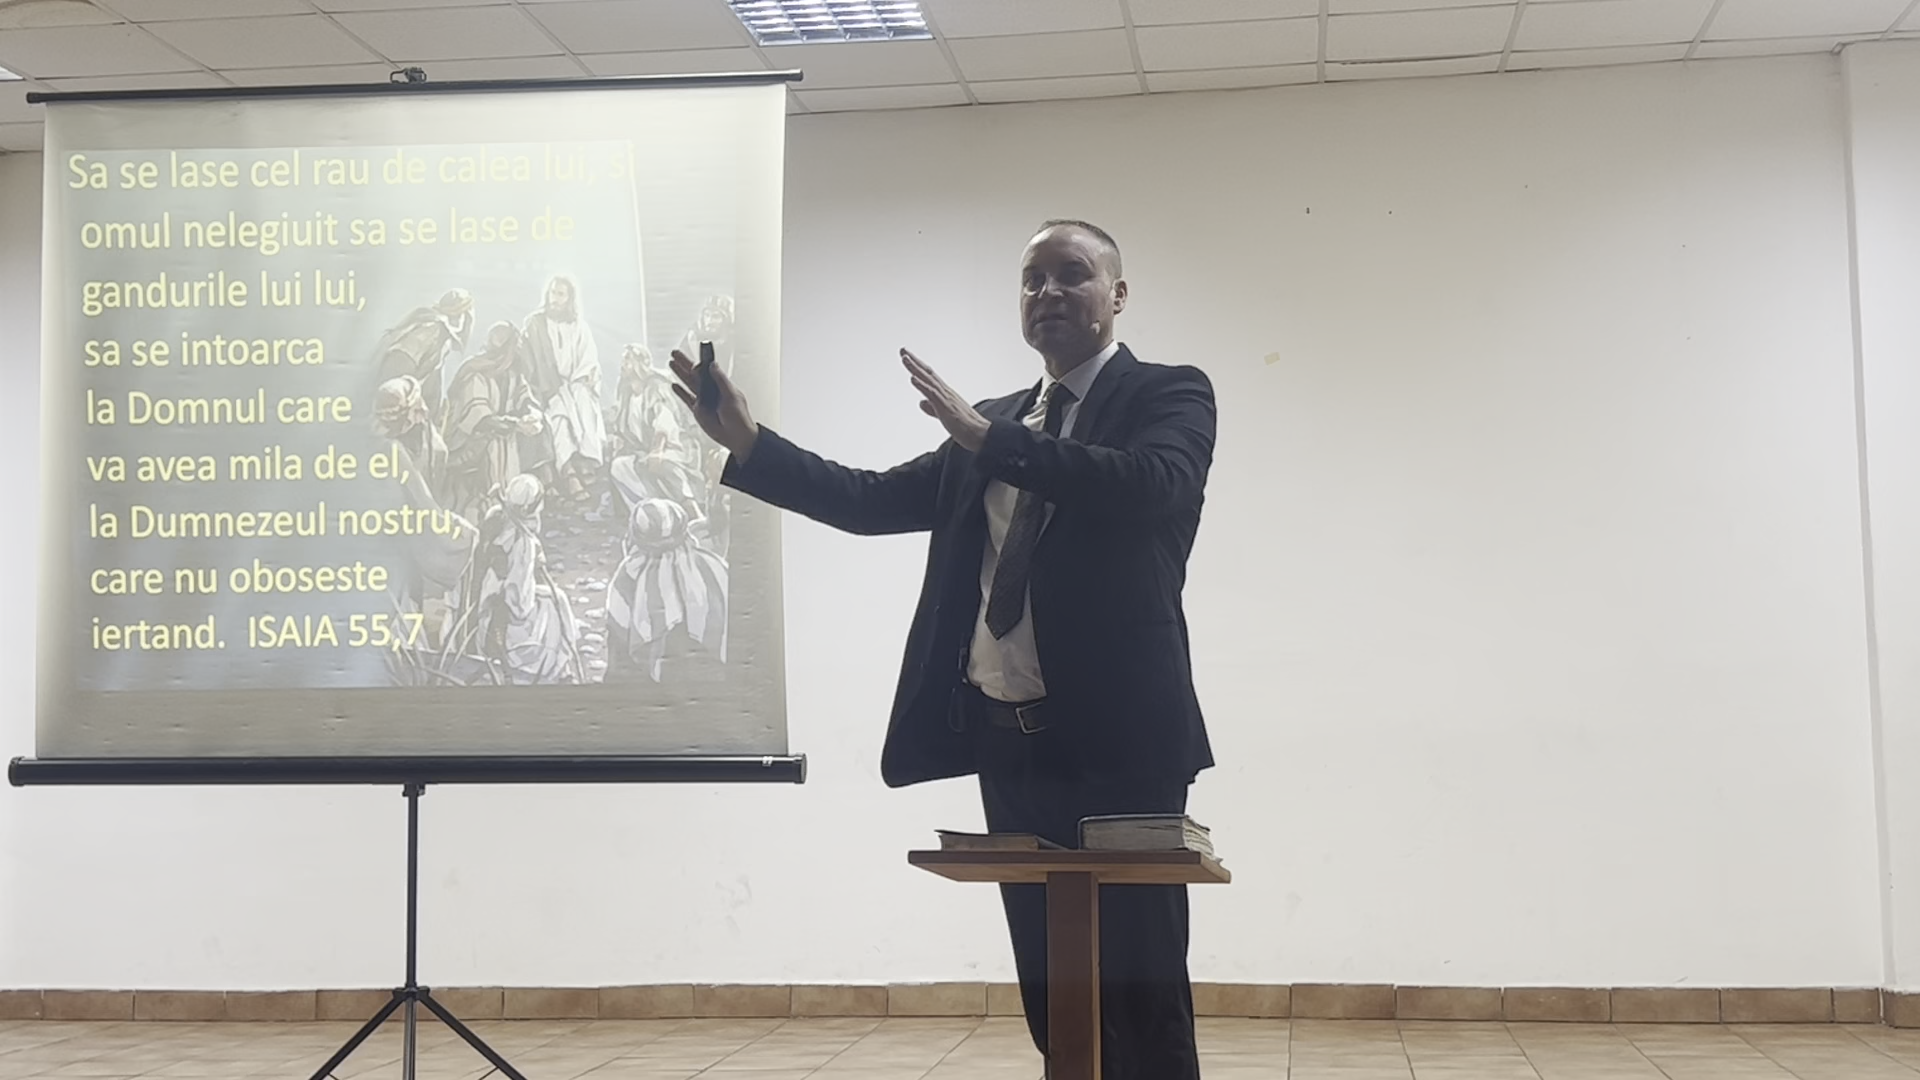 Sa se lase cel rau de calea lui, si
omul nelegiuit sa se lase de
gandurile lui lui,
sa se intoarca
la Domnul care
va avea mila de el,
la Dumnezeul nostru,
care nu oboseste
iertand. ISAIA 55,7